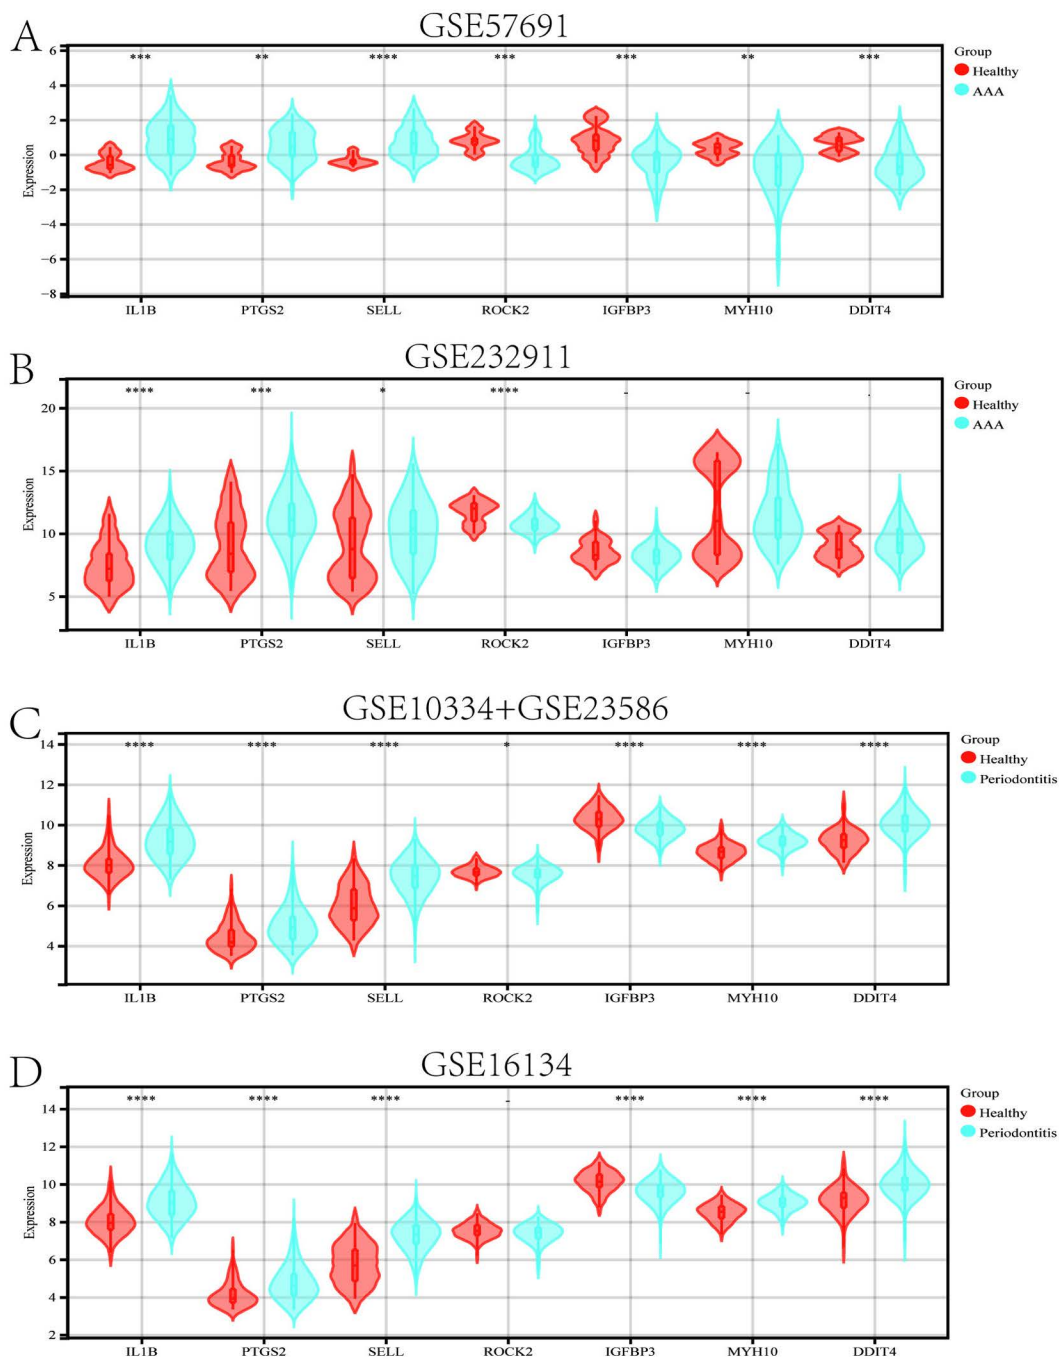 A
GSE57691
*** ** **** *** *** ** ***
6
4
2
0
−2
−4
−6
−8
Expression
IL1B PTGS2 SELL ROCK2 IGFBP3 MYH10 DDIT4
Group
Healthy
AAA
B
GSE232911
**** *** * **** - - .
20
15
10
5
Expression
IL1B PTGS2 SELL ROCK2 IGFBP3 MYH10 DDIT4
Group
Healthy
AAA
C
GSE10334+GSE23586
**** **** **** * **** **** ****
14
12
10
8
6
4
Expression
IL1B PTGS2 SELL ROCK2 IGFBP3 MYH10 DDIT4
Group
Healthy
Periodontitis
D
GSE16134
**** **** **** - **** **** ****
14
12
10
8
6
4
2
Expression
IL1B PTGS2 SELL ROCK2 IGFBP3 MYH10 DDIT4
Group
Healthy
Periodontitis